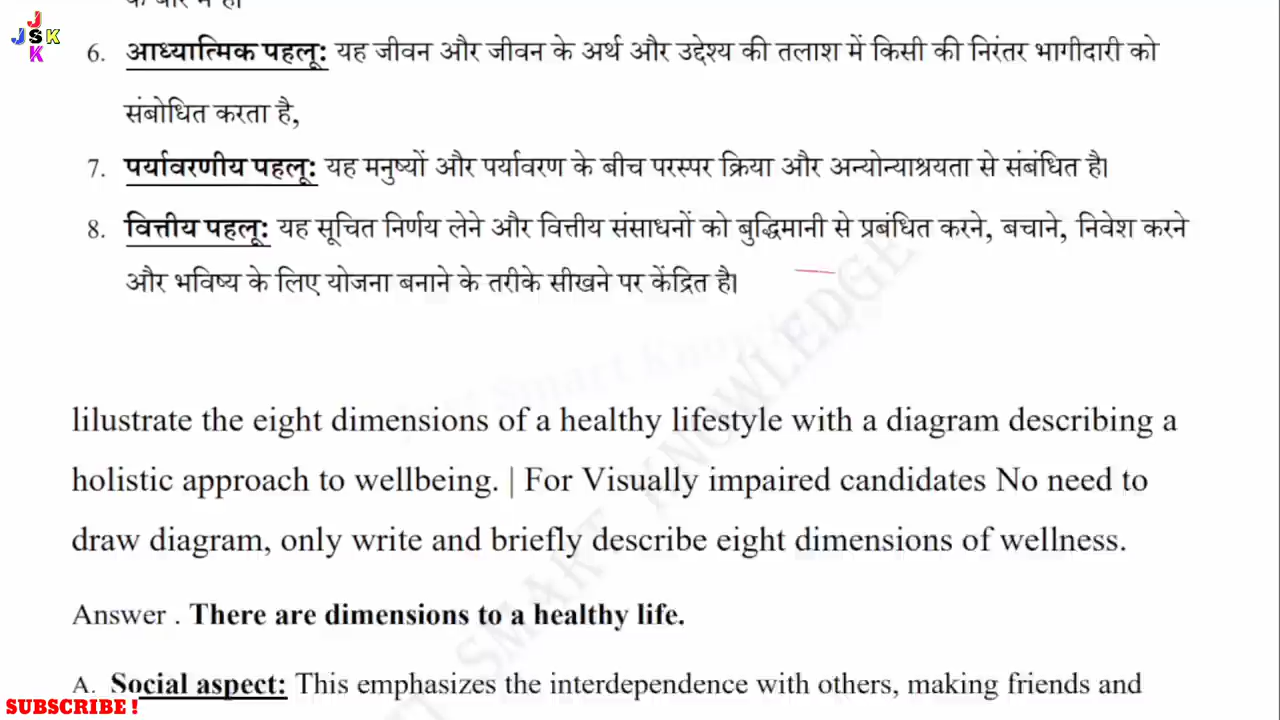 J
JSK
K
6. आध्यात्मिक पहलू: यह जीवन और जीवन के अर्थ और उद्देश्य की तलाश में किसी की निरंतर भागीदारी को
संबोधित करता है,
7. पर्यावरणीय पहलू: यह मनुष्यों और पर्यावरण के बीच परस्पर क्रिया और अन्योन्याश्रयता से संबंधित है।
8. वित्तीय पहलू: यह सूचित निर्णय लेने और वित्तीय संसाधनों को बुद्धिमानी से प्रबंधित करने, बचाने, निवेश करने
और भविष्य के लिए योजना बनाने के तरीके सीखने पर केंद्रित है।
lilustrate the eight dimensions of a healthy lifestyle with a diagram describing a
holistic approach to wellbeing. | For Visually impaired candidates No need to
draw diagram, only write and briefly describe eight dimensions of wellness.
Answer . There are dimensions to a healthy life.
A. Social aspect: This emphasizes the interdependence with others, making friends and
SMART KNOWLEDGE
SUBSCRIBE !